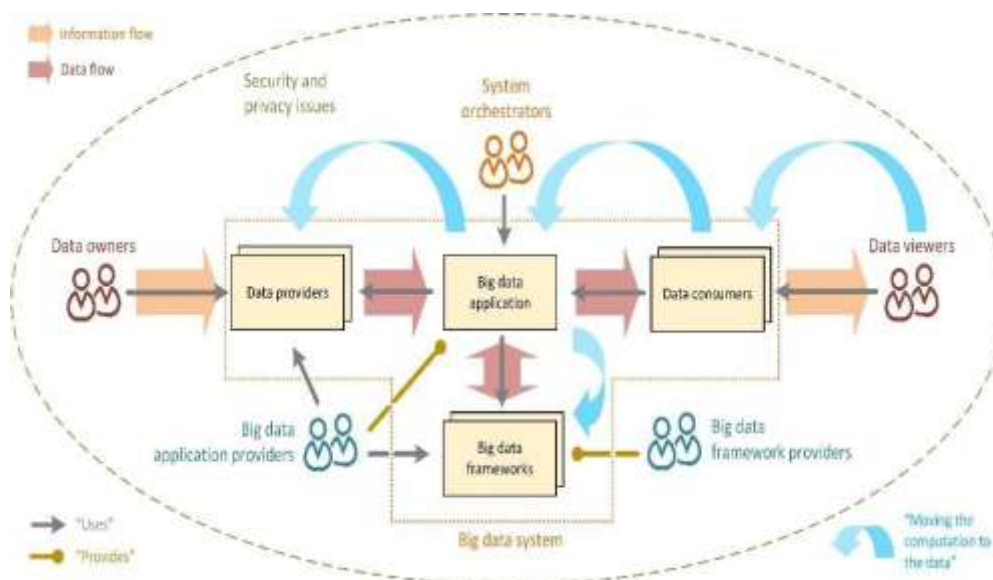 Information flow
Data flow
Security and
privacy issues
System
orchestrators
Data owners
Data viewers
Data providers
Big data
application
Data consumers
Big data
application providers
Big data
frameworks
Big data
framework providers
"Uses"
"Provides"
Big data system
"Moving the
computation to
the data"